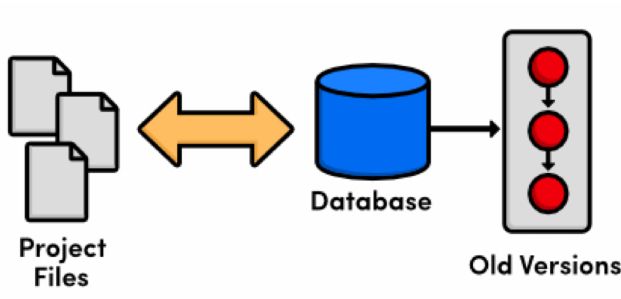 Project
Files
Database
Old Versions